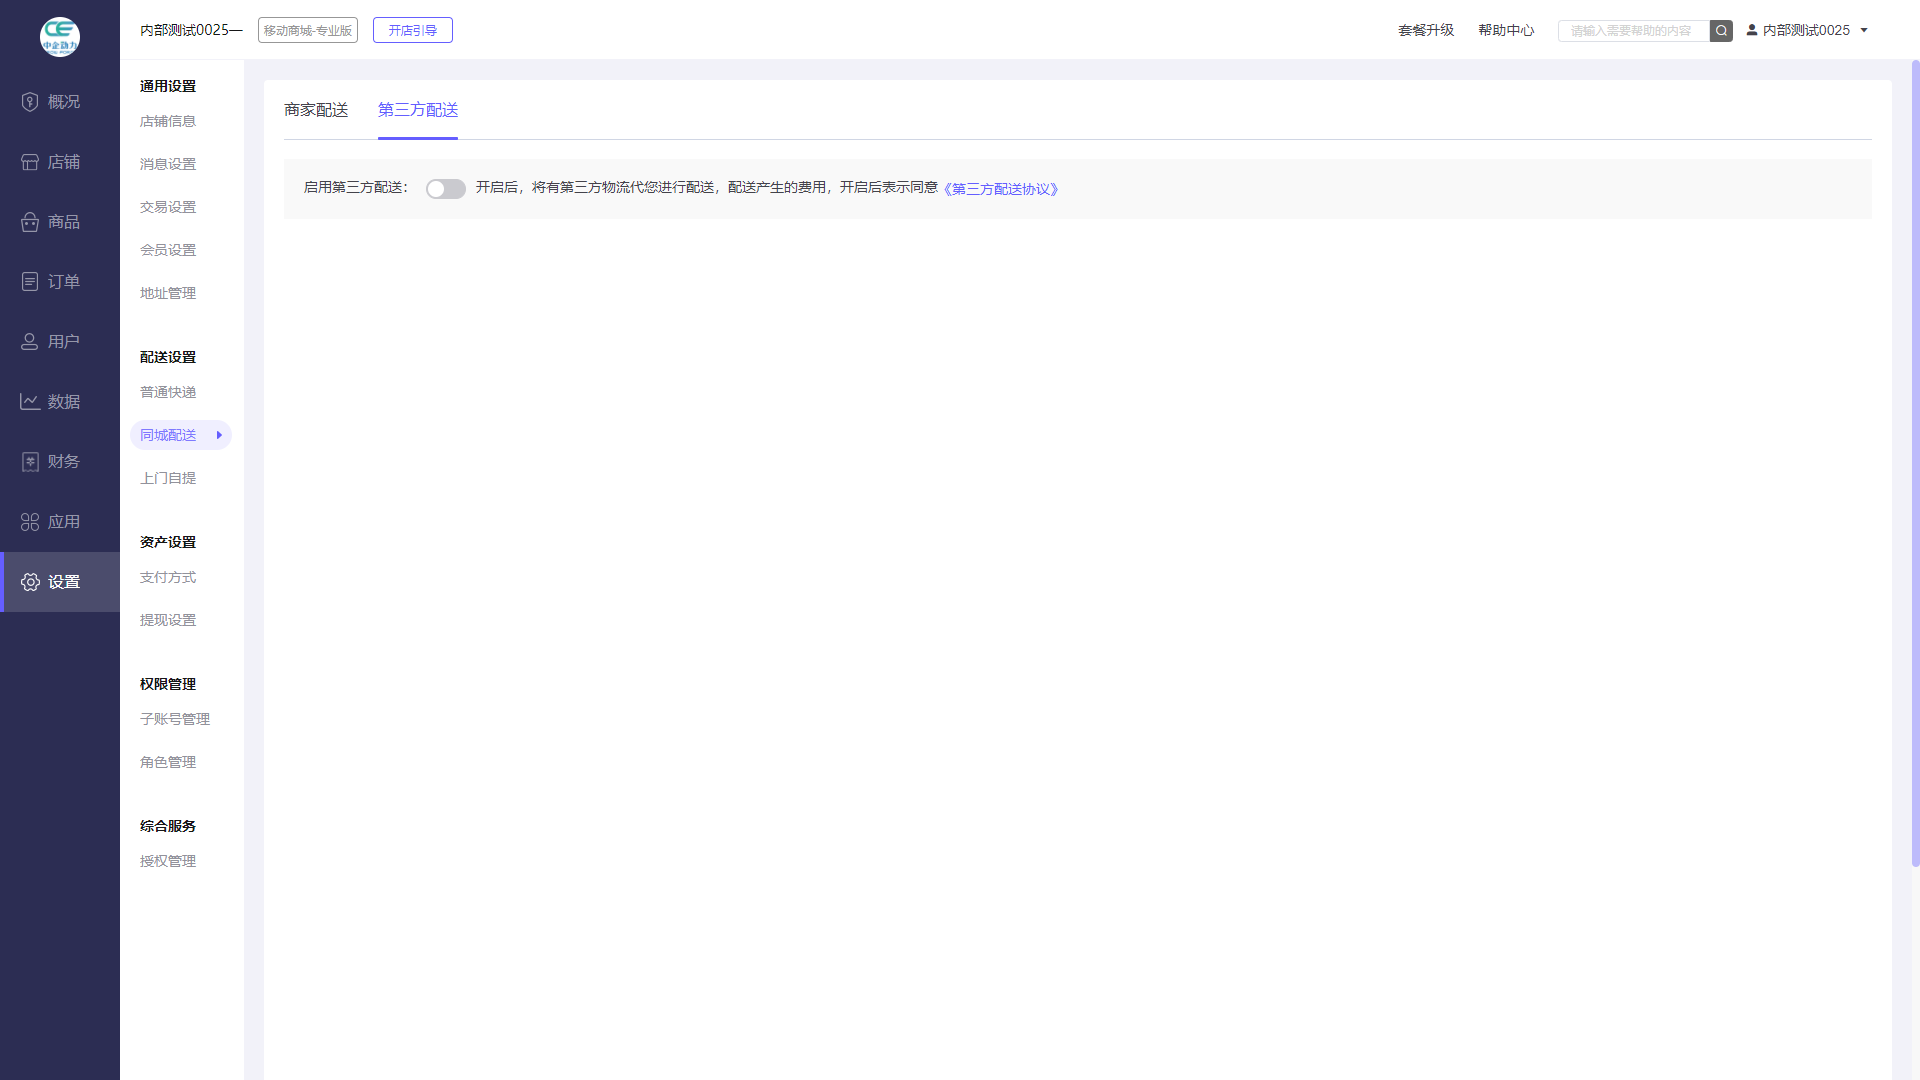 中企动力
概况
店铺
商品
订单
用户
数据
财务
应用
设置
内部测试0025—
移动商城-专业版
开店引导
套餐升级
帮助中心
请输入需要帮助的内容
内部测试0025
通用设置
店铺信息
消息设置
交易设置
会员设置
地址管理
配送设置
普通快递
同城配送
上门自提
资产设置
支付方式
提现设置
权限管理
子账号管理
角色管理
综合服务
授权管理
商家配送
第三方配送
启用第三方配送： 开启后，将有第三方物流代您进行配送，配送产生的费用，开启后表示同意《第三方配送协议》